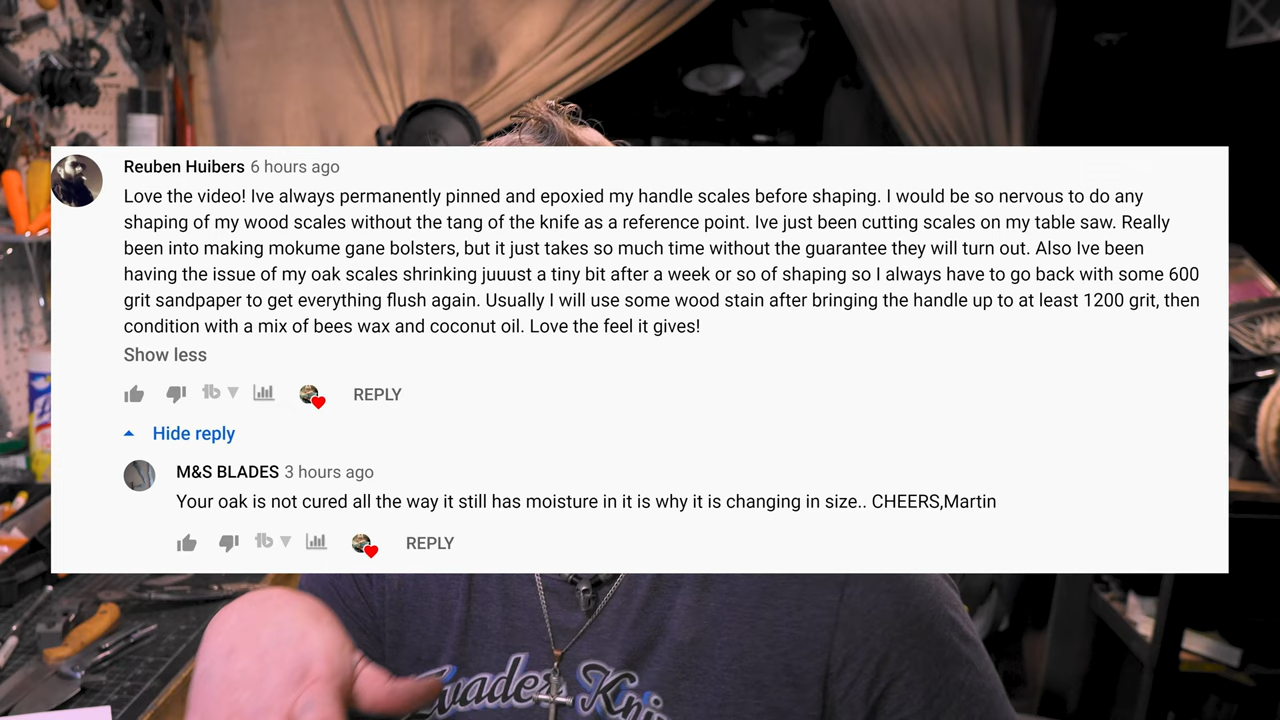 Reuben Huibers 6 hours ago
Love the video! Ive always permanently pinned and epoxied my handle scales before shaping. I would be so nervous to do any
shaping of my wood scales without the tang of the knife as a reference point. Ive just been cutting scales on my table saw. Really
been into making mokume gane bolsters, but it just takes so much time without the guarantee they will turn out. Also Ive been
having the issue of my oak scales shrinking juuust a tiny bit after a week or so of shaping so I always have to go back with some 600
grit sandpaper to get everything flush again. Usually I will use some wood stain after bringing the handle up to at least 1200 grit, then
condition with a mix of bees wax and coconut oil. Love the feel it gives!
Show less
REPLY
Hide reply
M&S BLADES 3 hours ago
Your oak is not cured all the way it still has moisture in it is why it is changing in size.. CHEERS,Martin
REPLY